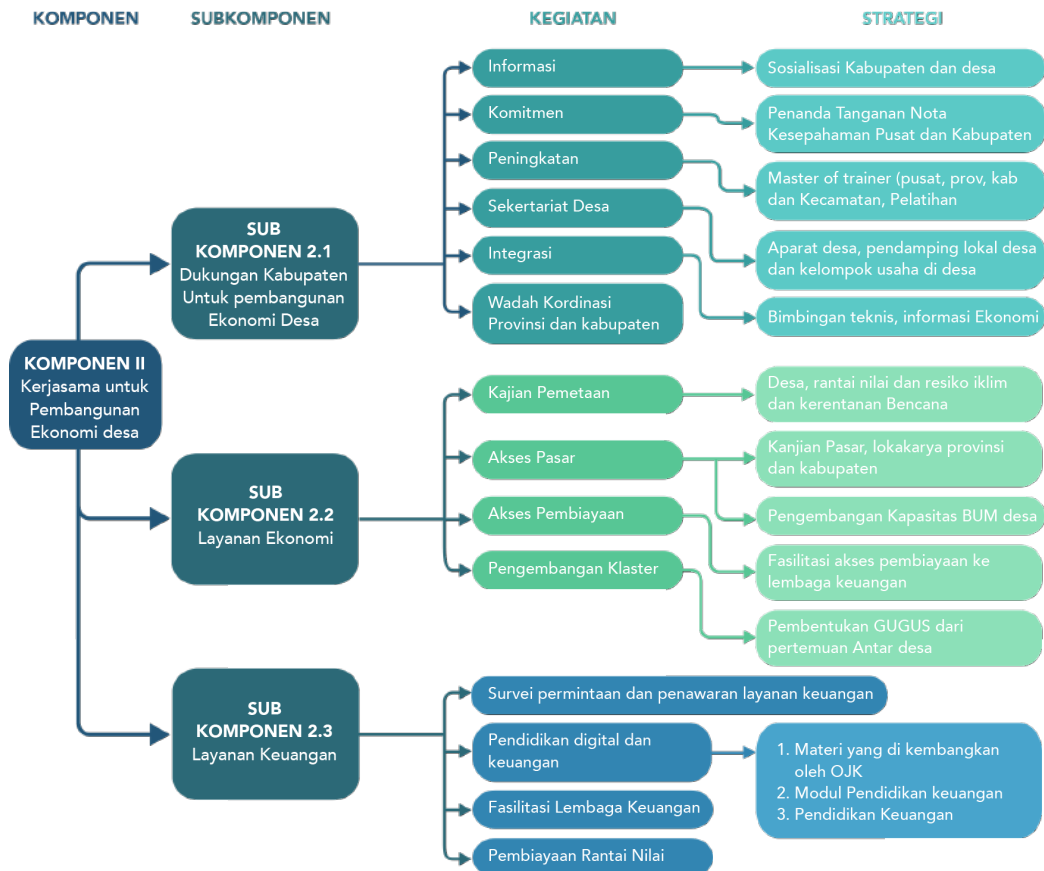 KOMPONEN
SUBKOMPONEN
KEGIATAN
STRATEGI
KOMPONEN II
Kerjasama untuk
Pembangunan
Ekonomi desa
SUB
KOMPONEN 2.1
Dukungan Kabupaten
Untuk pembangunan
Ekonomi Desa
Informasi
Komitmen
Peningkatan
Sekertariat Desa
Integrasi
Wadah Kordinasi
Provinsi dan kabupaten
Sosialisasi Kabupaten dan desa
Penanda Tanganan Nota
Kesepahaman Pusat dan Kabupaten
Master of trainer (pusat, prov, kab
dan Kecamatan, Pelatihan
Aparat desa, pendamping lokal desa
dan kelompok usaha di desa
Bimbingan teknis, informasi Ekonomi
SUB
KOMPONEN 2.2
Layanan Ekonomi
Kajian Pemetaan
Akses Pasar
Akses Pembiayaan
Pengembangan Klaster
Desa, rantai nilai dan resiko iklim
dan kerentanan Bencana
Kanjian Pasar, lokakarya provinsi
dan kabupaten
Pengembangan Kapasitas BUM desa
Fasilitasi akses pembiayaan ke
lembaga keuangan
Pembentukan GUGUS dari
pertemuan Antar desa
SUB
KOMPONEN 2.3
Layanan Keuangan
Survei permintaan dan penawaran layanan keuangan
Pendidikan digital dan
keuangan
Fasilitasi Lembaga Keuangan
Pembiayaan Rantai Nilai
1. Materi yang di kembangkan
oleh OJK
2. Modul Pendidikan keuangan
3. Pendidikan Keuangan